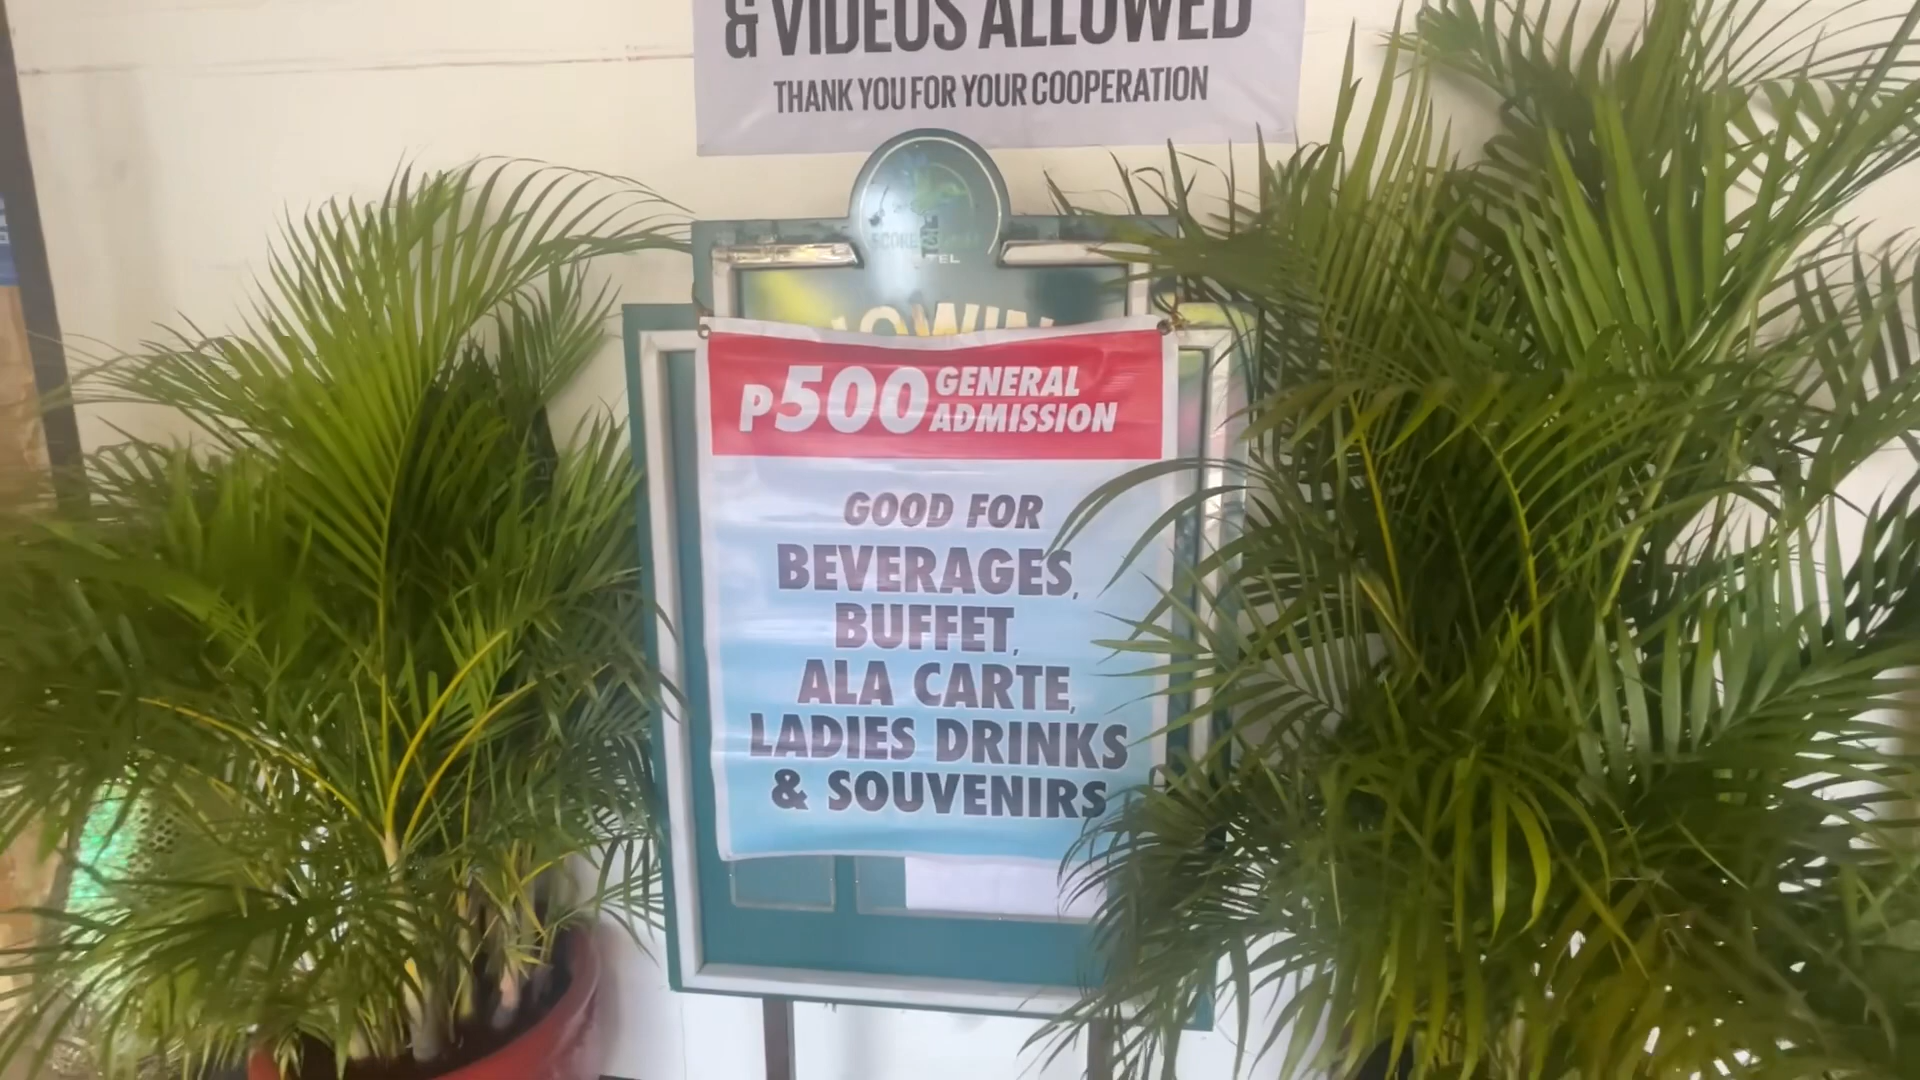 & VIDEOS ALLOWED
THANK YOU FOR YOUR COOPERATION
P500 GENERAL
ADMISSION
GOOD FOR
BEVERAGES,
BUFFET,
ALA CARTE,
LADIES DRINKS
& SOUVENIRS